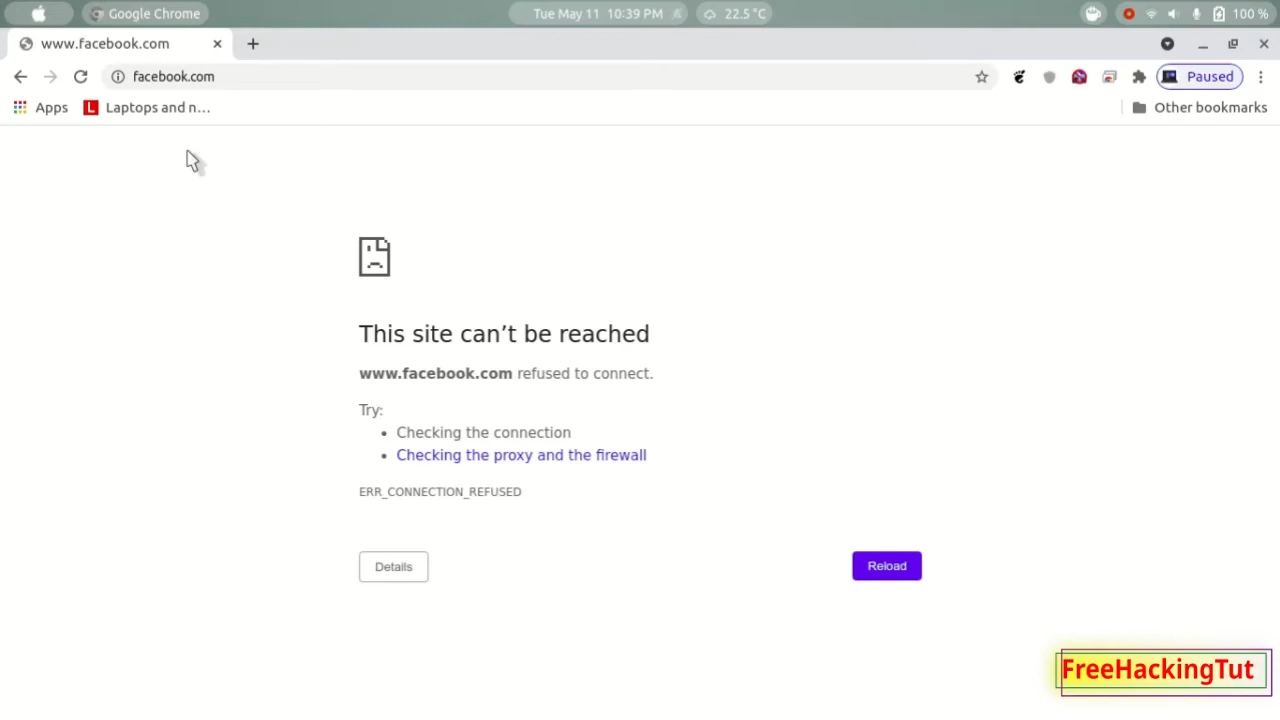 Google Chrome
Tue May 11 10:39 PM
22.5 °C
100 %
www.facebook.com
facebook.com
Paused
Apps
L Laptops and n...
Other bookmarks
This site can't be reached
www.facebook.com refused to connect.
Try:
• Checking the connection
• Checking the proxy and the firewall
ERR_CONNECTION_REFUSED
Details
Reload
FreeHackingTut